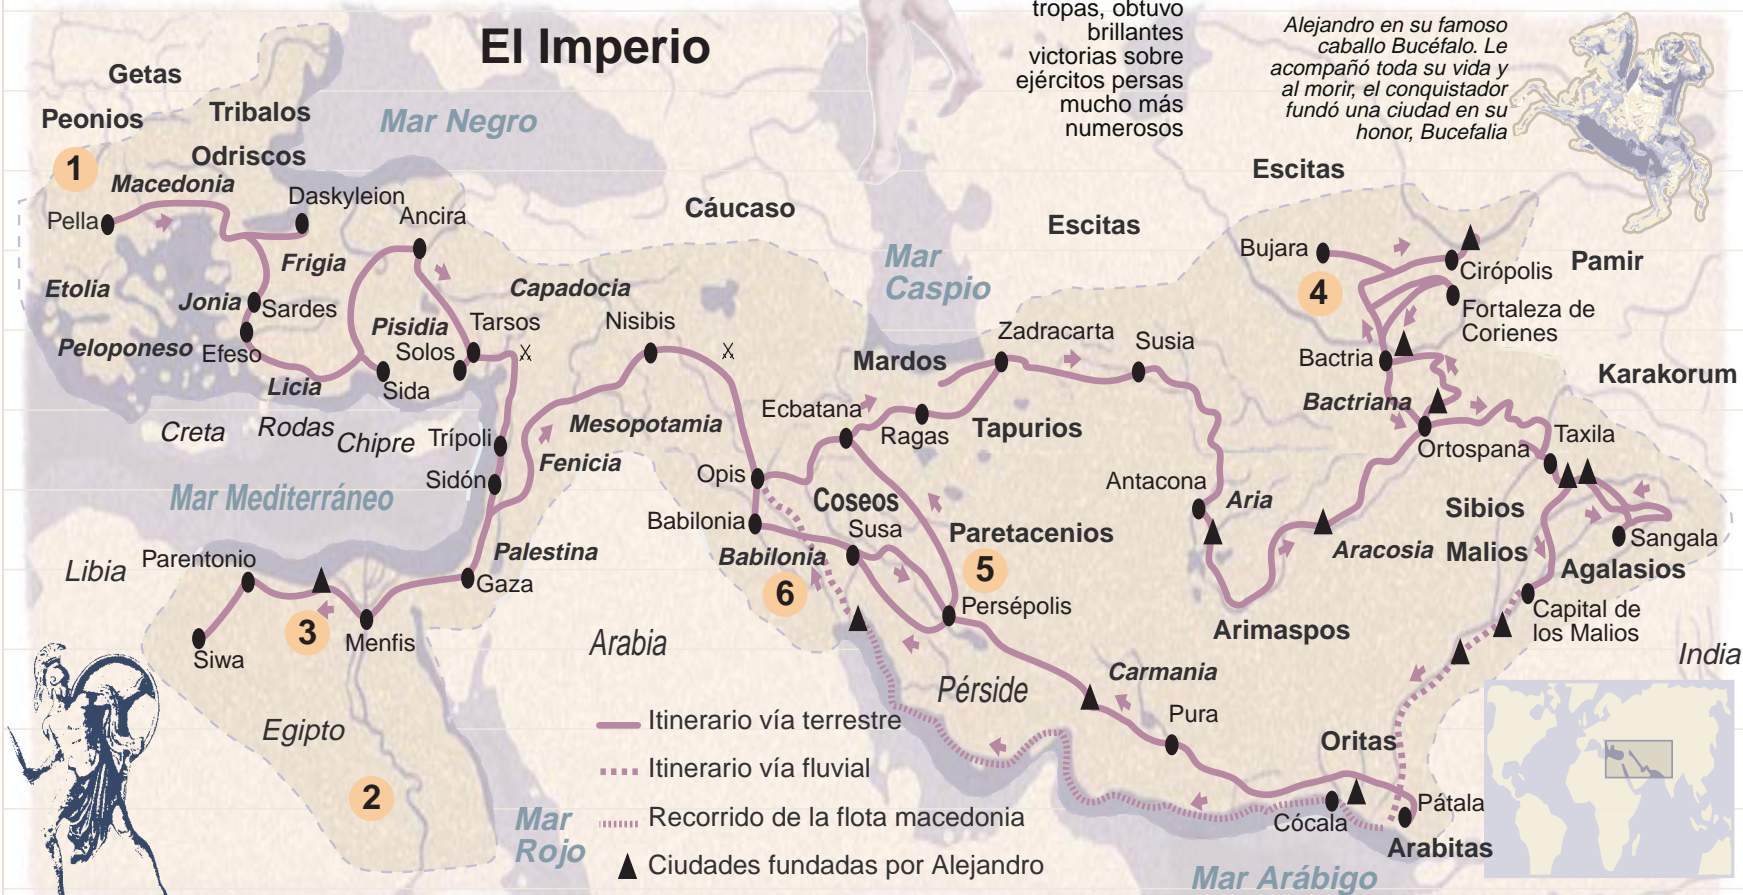 El Imperio
tropas, obtuvo
brillantes
victorias sobre
ejércitos persas
mucho más
numerosos
Alejandro en su famoso
caballo Bucéfalo. Le
acompañó toda su vida y
al morir, el conquistador
fundó una ciudad en su
honor, Bucefalia
Getas
Peonios
Tribalos
Mar Negro
Odriscos
1
Macedonia
Daskyleion
Pella
Ancira
Cáucaso
Escitas
Escitas
Frigia
Etolia
Jonia
Sardes
Capadocia
Mar
Caspio
Bujara
4
Cirópolis
Pamir
Fortaleza de
Corienes
Peloponeso
Efeso
Pisidia
Solos
Tarsos
Nisibis
Zadracarta
Susia
Mardos
Bactria
Licia
Sida
Karakorum
Creta
Rodas
Chipre
Trípoli
Mesopotamia
Ecbatana
Ragas
Tapurios
Bactriana
Ortospana
Taxila
Fenicia
Sidón
Mar Mediterráneo
Opis
Coseos
Antacona
Aria
Sibios
Babilonia
Susa
Paretacenios
Aracosia
Malios
Sangala
Palestina
Babilonia
5
Agalasios
Libia
Parentonio
Gaza
6
Persépolis
Capital de
los Malios
3
Menfis
Siwa
Arabia
Arimaspos
India
Pérside
Carmania
Egipto
Pura
Oritas
2
Mar
Rojo
Cócala
Pátala
Arabitas
Mar Arábigo
Itinerario vía terrestre
Itinerario vía fluvial
Recorrido de la flota macedonia
Ciudades fundadas por Alejandro